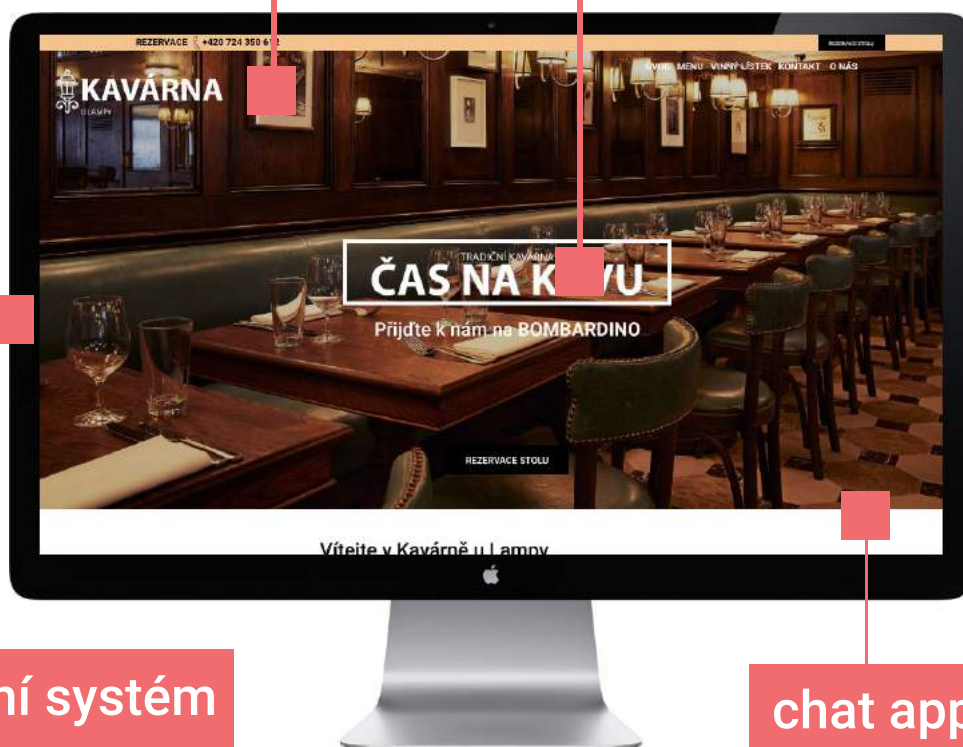 REZERVACE +420 724 350 6
REZERVACE STOLU
KAVÁRNA
U LAMPY
ÚVOD MENU VINNÝ LÍSTEK KONTAKT O NÁS
TRADIČNÍ KAVÁRNA
ČAS NA K VU
Přijďte k nám na BOMBARDINO
REZERVACE STOLU
Vítejte v Kavárně u Lampy
ní systém
chat app